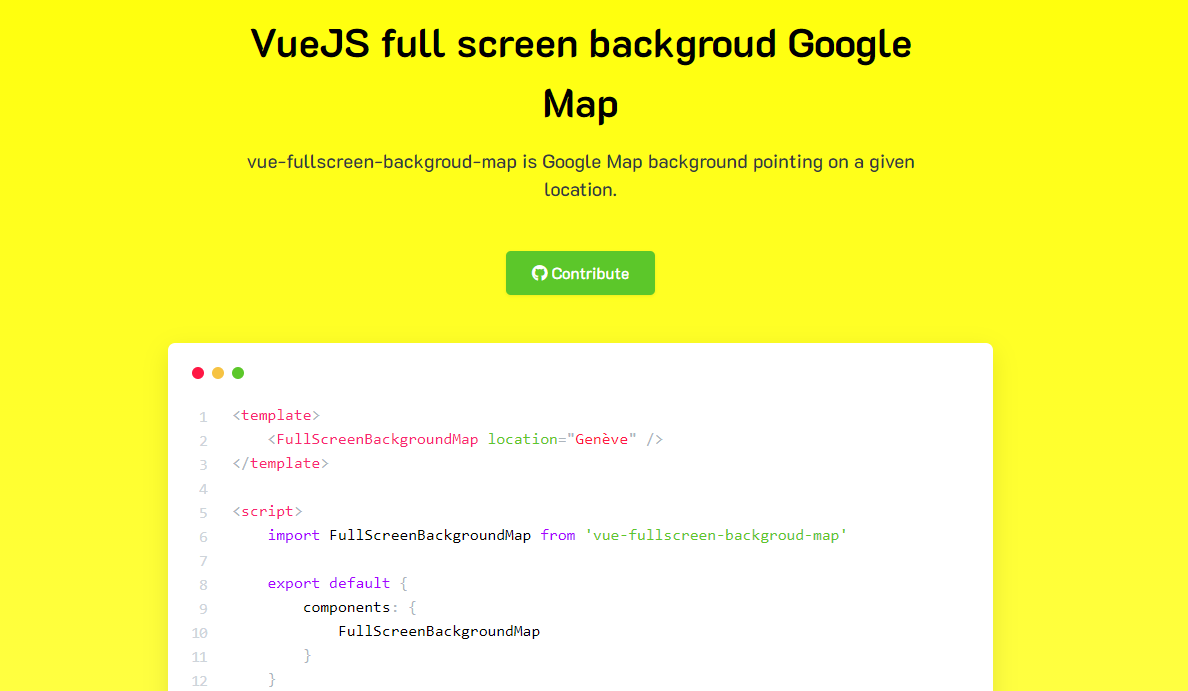 VueJS full screen backgroud Google
Map
vue-fullscreen-backgroud-map is Google Map background pointing on a given
location.
Contribute
1 <template>
2     <FullScreenBackgroundMap location="Genève" />
3 </template>
4
5 <script>
6     import FullScreenBackgroundMap from 'vue-fullscreen-backgroud-map'
7
8     export default {
9         components: {
10             FullScreenBackgroundMap
11         }
12     }